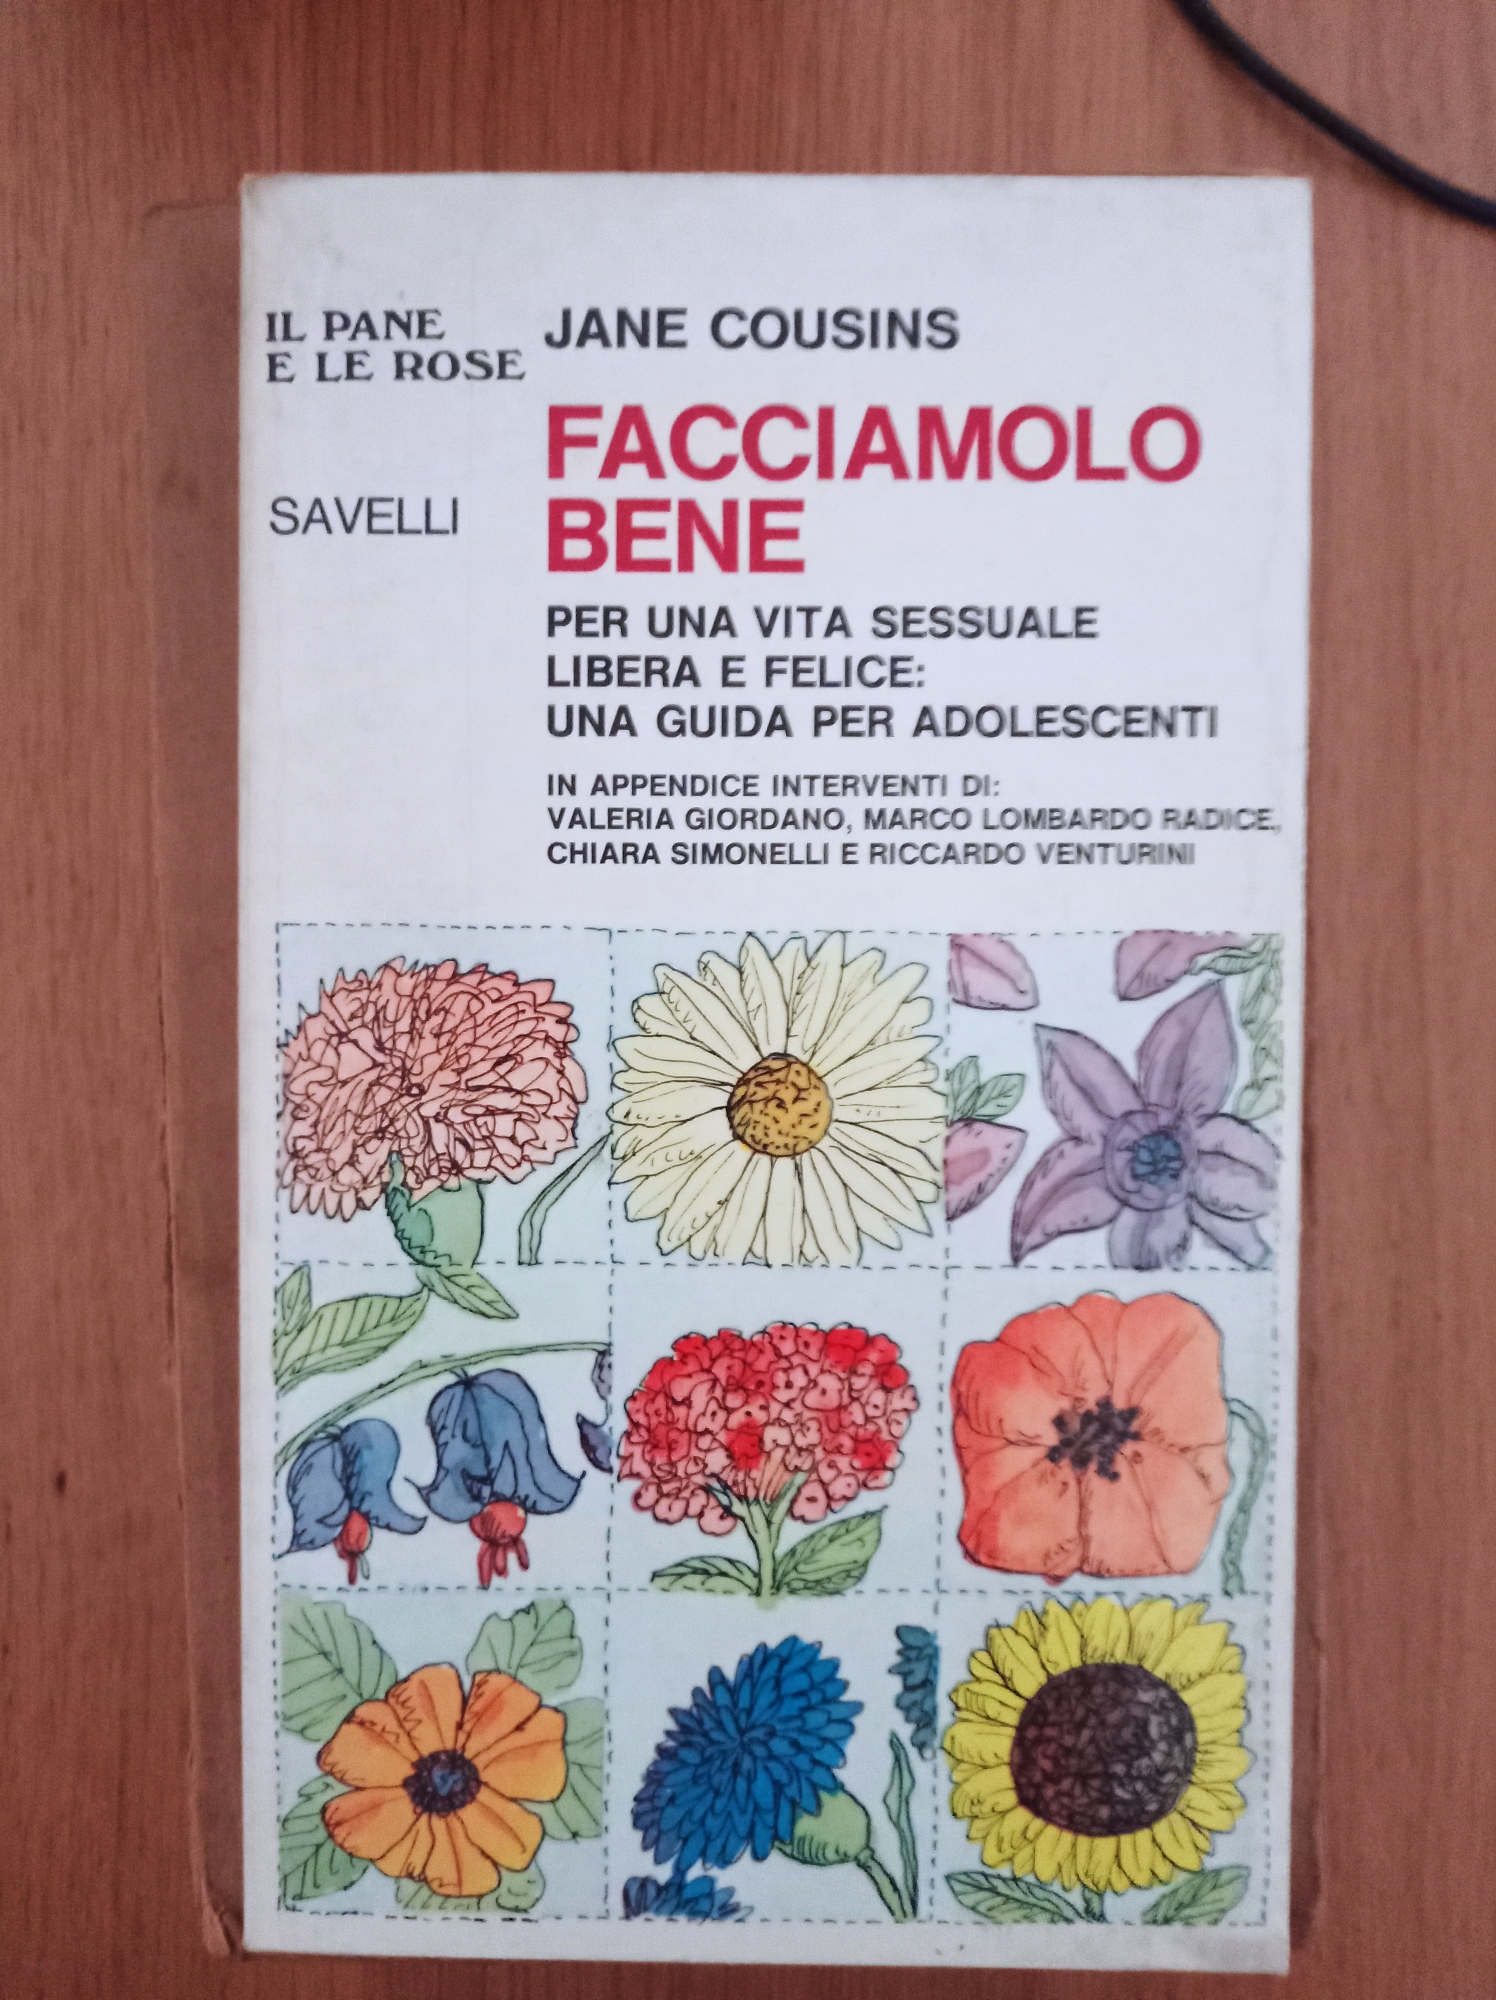 IL PANE
E LE ROSE
SAVELLI
JANE COUSINS
FACCIAMOLO
BENE
PER UNA VITA SESSUALE
LIBERA E FELICE:
UNA GUIDA PER ADOLESCENTI
IN APPENDICE INTERVENTI DI:
VALERIA GIORDANO, MARCO LOMBARDO RADICE,
CHIARA SIMONELLI E RICCARDO VENTURINI